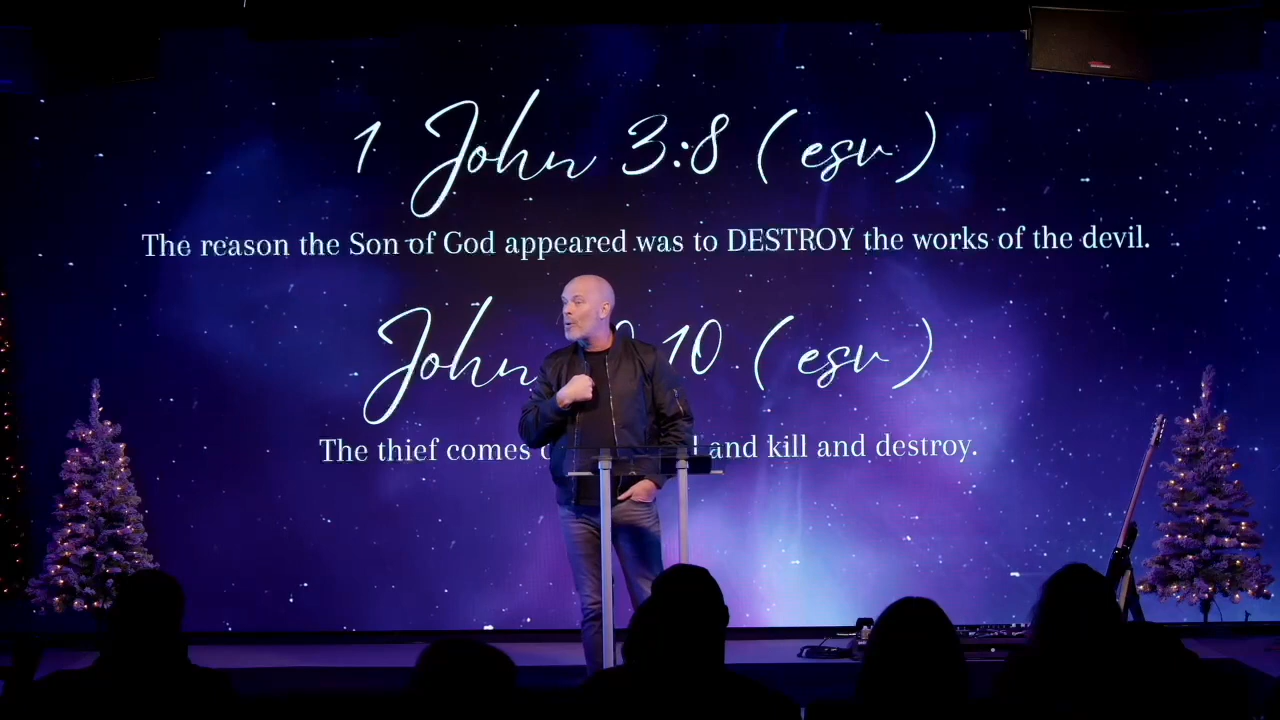 1 John 3:8 (esv)
The reason the Son of God appeared was to DESTROY the works of the devil.
John 10 (esv)
The thief comes and kill and destroy.